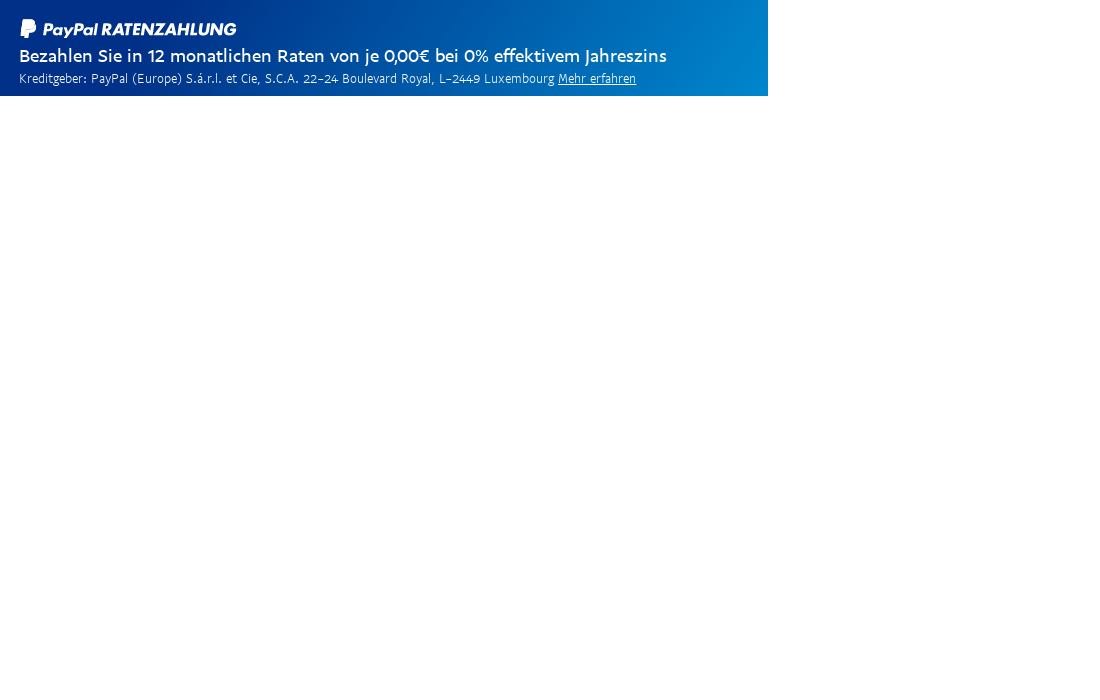 PayPal RATENZAHLUNG
Bezahlen Sie in 12 monatlichen Raten von je 0,00€ bei 0% effektivem Jahreszins
Kreditgeber: PayPal (Europe) S.á.r.l. et Cie, S.C.A. 22-24 Boulevard Royal, L-2449 Luxembourg Mehr erfahren